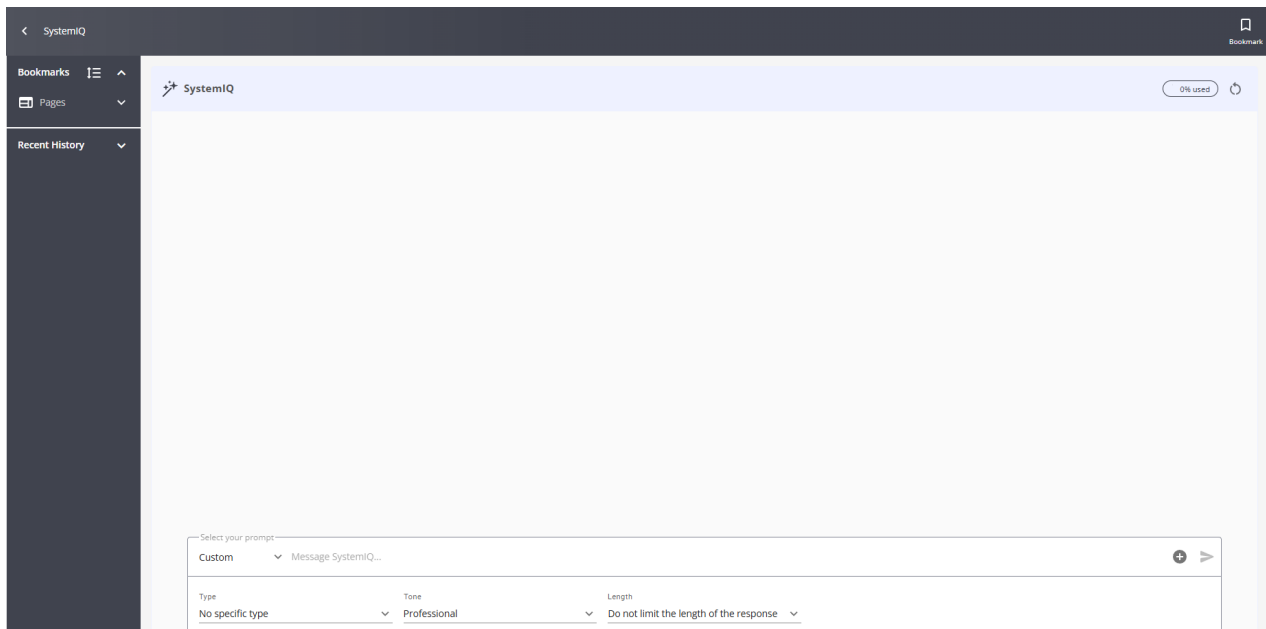 SystemIQ
Bookmark
Bookmarks
Pages
Recent History
SystemIQ
0% used
Select your prompt
Custom
Message SystemIQ...
Type
No specific type
Tone
Professional
Length
Do not limit the length of the response